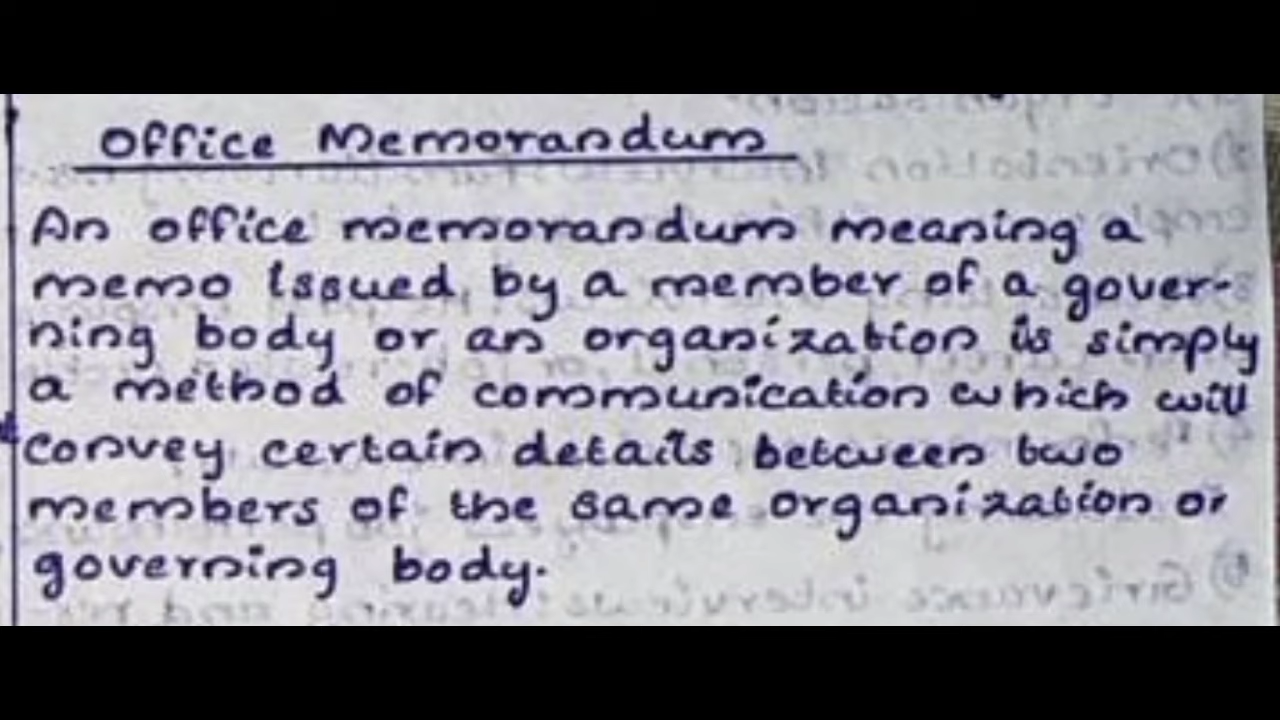 Office Memorandum
An office memorandum meaning a
memo issued by a member of a gover-
ning body or an organization is simply
a method of communication which will
convey certain details between two
members of the same organization or
governing body.